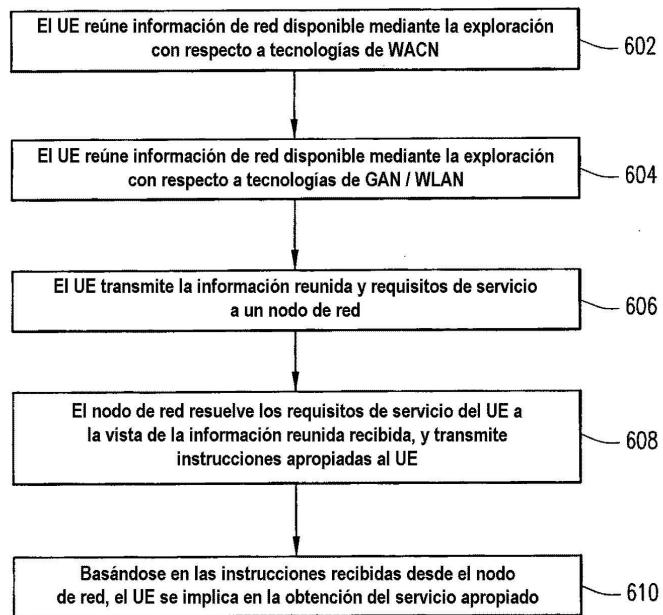 El UE reúne información de red disponible mediante la exploración
con respecto a tecnologías de WACN
602
El UE reúne información de red disponible mediante la exploración
con respecto a tecnologías de GAN / WLAN
604
El UE transmite la información reunida y requisitos de servicio
a un nodo de red
606
El nodo de red resuelve los requisitos de servicio del UE a
la vista de la información reunida recibida, y transmite
instrucciones apropiadas al UE
608
Basándose en las instrucciones recibidas desde el nodo
de red, el UE se implica en la obtención del servicio apropiado
610